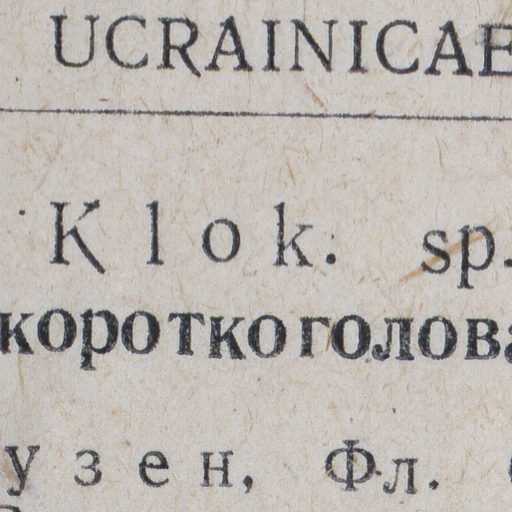 UCRAINICAE
Klok. sp.
короткоголова
узен, Фл.